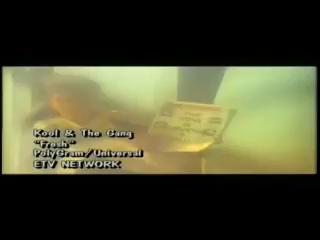 Kool & The Gang
"Fresh"
PolyGram/Universal
ETV NETWORK